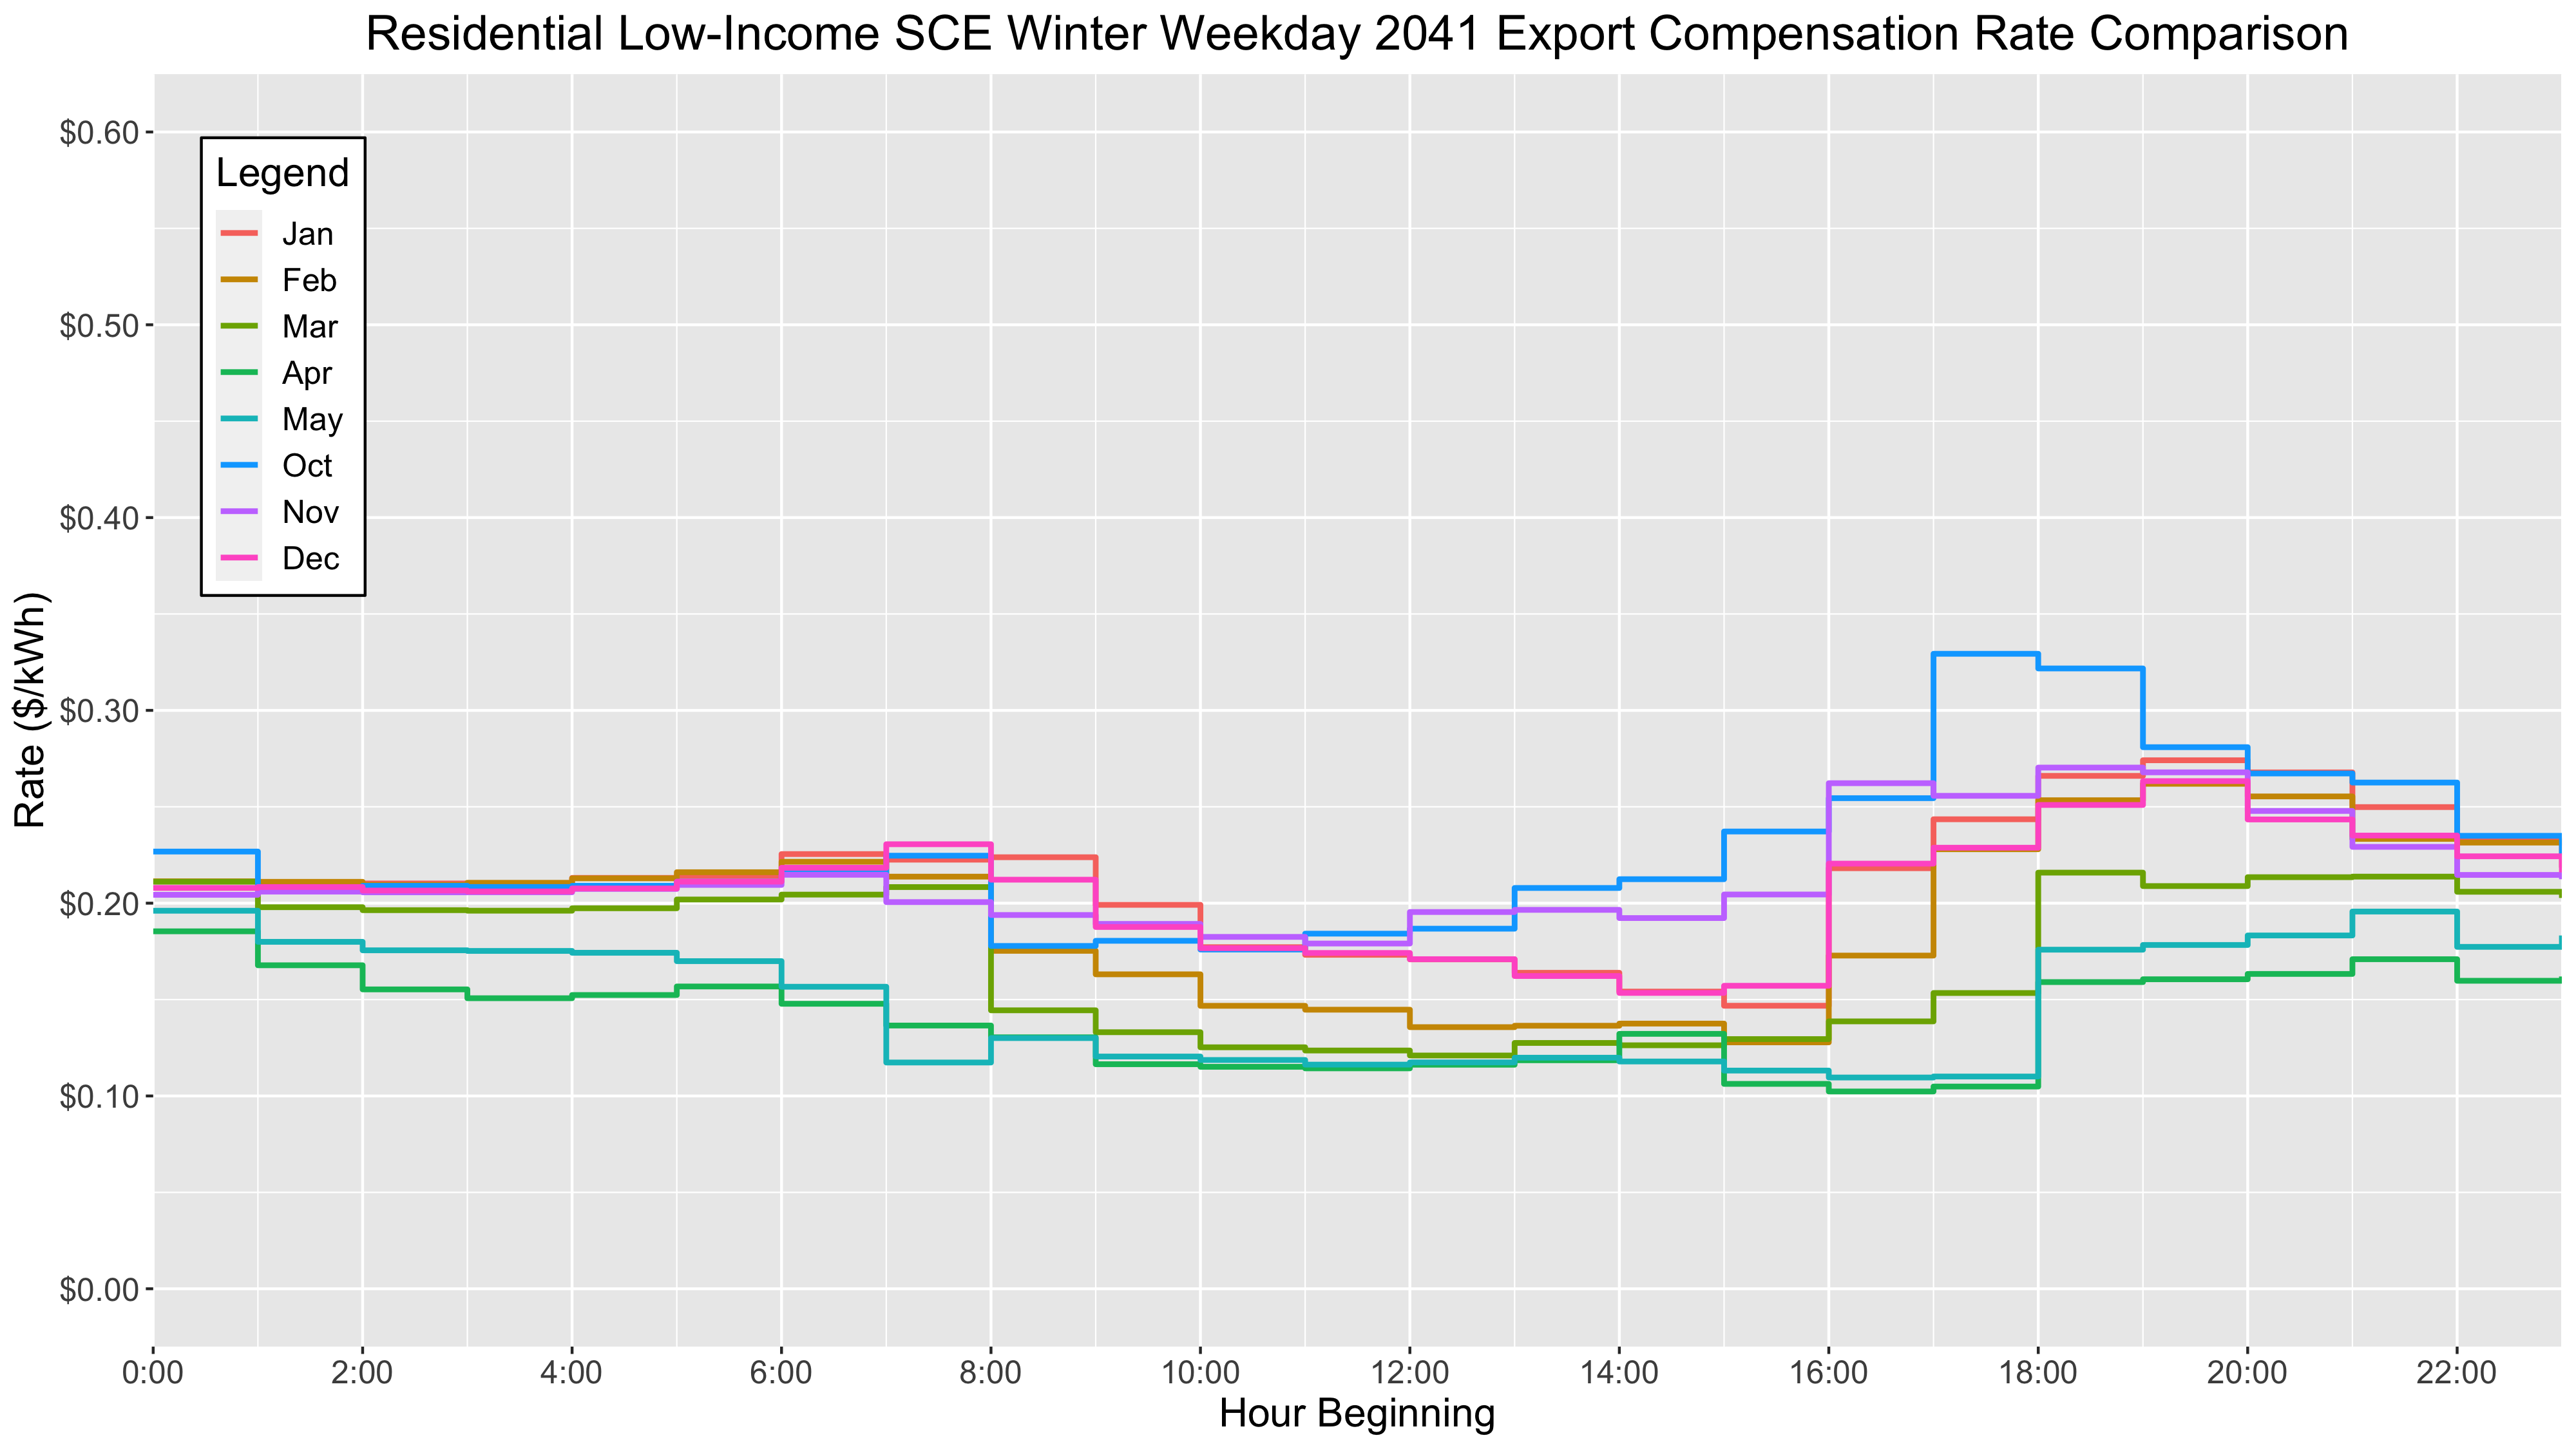 Residential Low-Income SCE Winter Weekday 2041 Export Compensation Rate Comparison
$0.60
$0.50
$0.40
$0.30
$0.20
$0.10
$0.00
Rate ($/kWh)
Legend
Jan
Feb
Mar
Apr
May
Oct
Nov
Dec
0:00 2:00 4:00 6:00 8:00 10:00 12:00 14:00 16:00 18:00 20:00 22:00
Hour Beginning